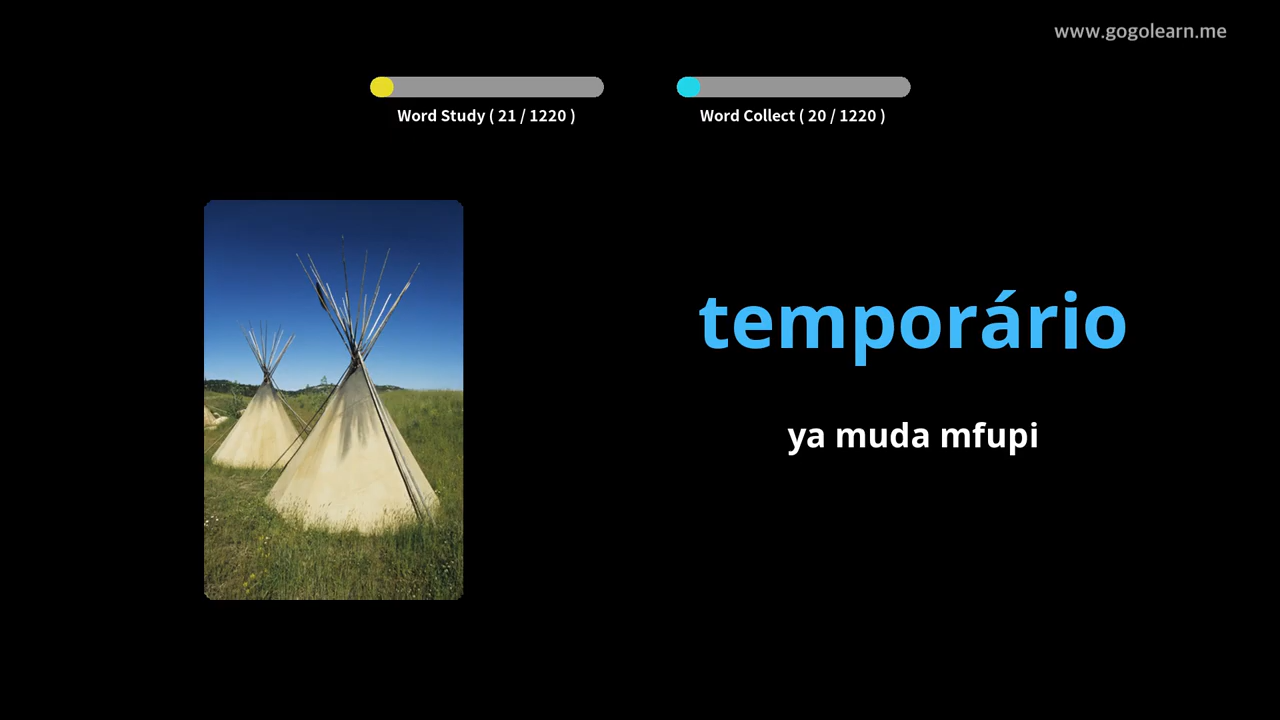 www.gogolearn.me
Word Study ( 21 / 1220 )
Word Collect ( 20 / 1220 )
temporário
ya muda mfupi